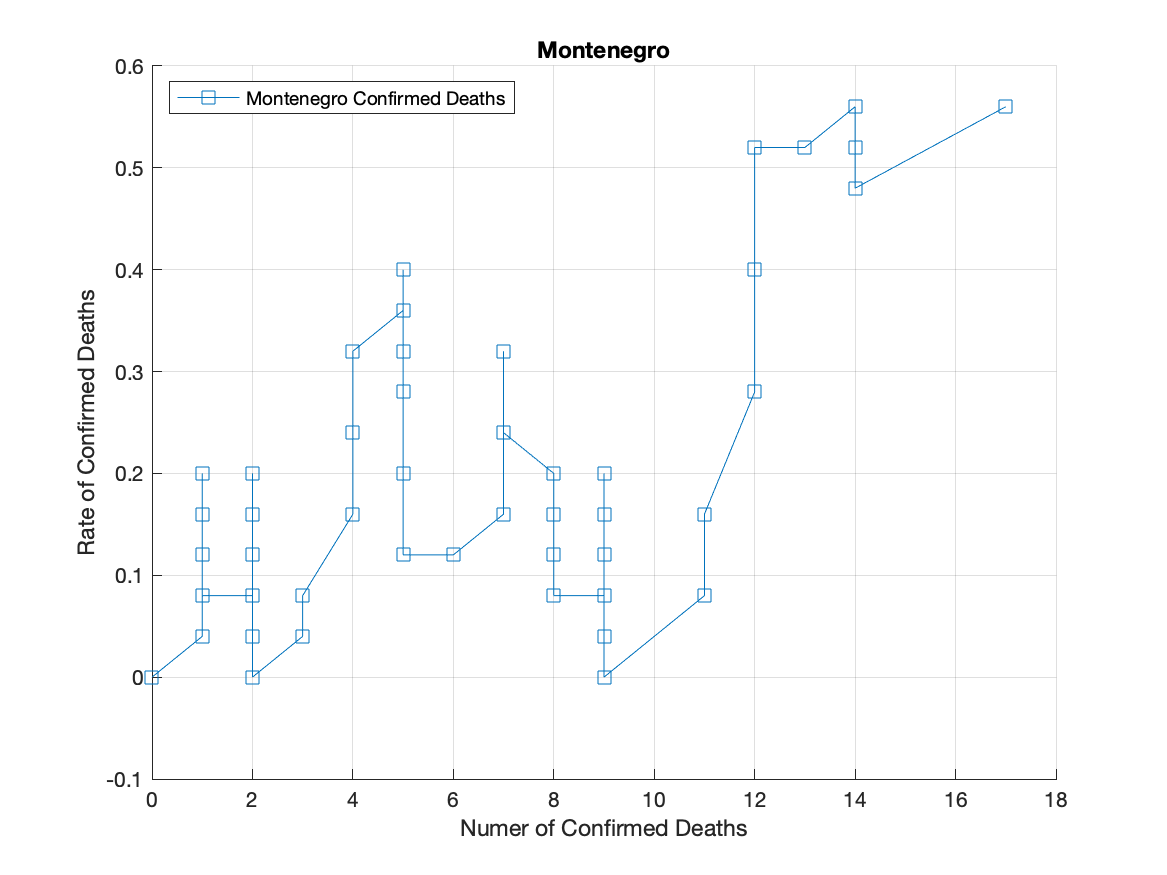 Montenegro
Montenegro Confirmed Deaths
Rate of Confirmed Deaths
0.6
0.5
0.4
0.3
0.2
0.1
0
-0.1
0 2 4 6 8 10 12 14 16 18
Numer of Confirmed Deaths